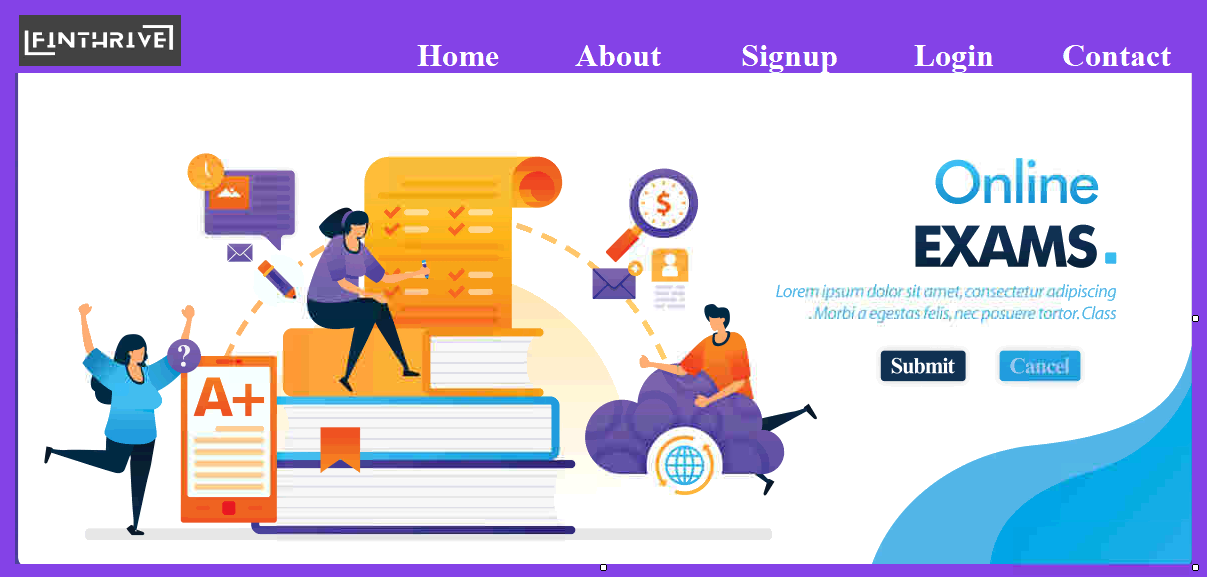 FINTHRIVE
Home About Signup Login Contact
Online
EXAMS.
Lorem ipsum dolor sit amet, consectetur adipiscing
.Morbi a egestas felis, nec posuere tortor. Class
Submit Cancel
$
?
A+